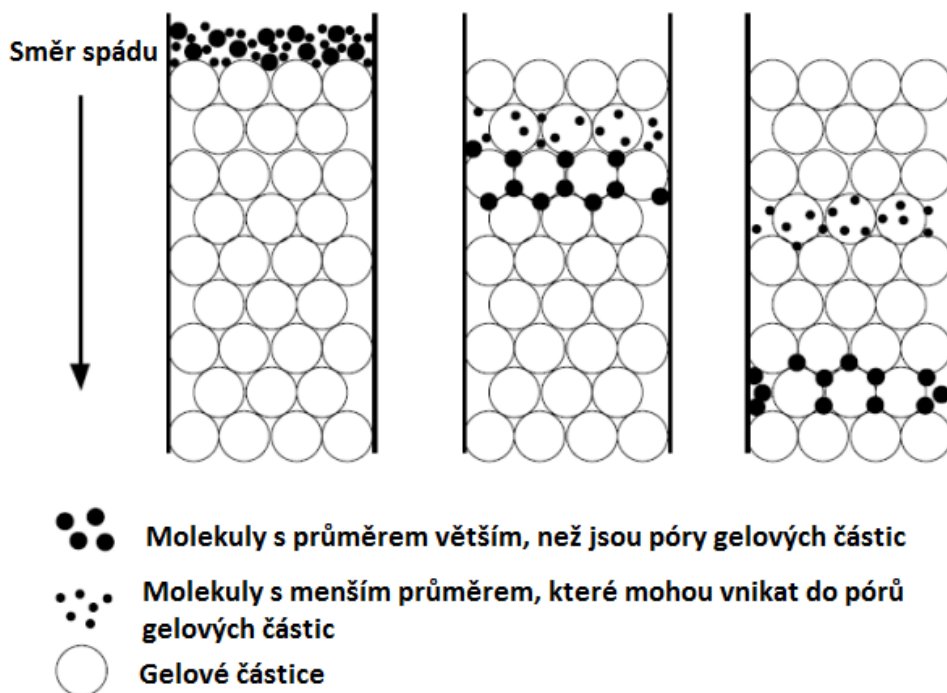 Směr spádu
Molekuly s průměrem větším, než jsou póry gelových částic
Molekuly s menším průměrem, které mohou vnikat do pórů
gelových částic
Gelové částice